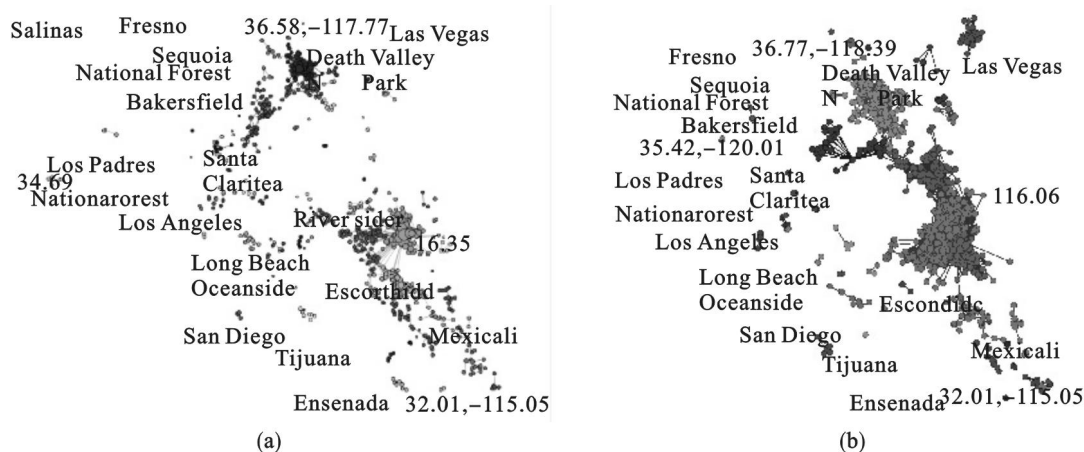 Salinas
Fresno
36.58,−117.77
Las Vegas
Sequoia
National Forest
Death Valley
N Park
Bakersfield
Los Padres
34.69
Nationarorest
Santa
Claritea
Los Angeles
River sider
16.35
Long Beach
Oceanside
Escorthidd
San Diego
Mexicali
Tijuana
Ensenada
32.01,−115.05
(a)
Fresno
36.77,−118.39
Las Vegas
Sequoia
National Forest
Death Valley
N Park
Bakersfield
35.42,−120.01
Los Padres
Nationarorest
Santa
Claritea
116.06
Los Angeles
Long Beach
Oceanside
Escondidc
San Diego
Mexicali
Tijuana
Ensenada
32.01,−115.05
(b)